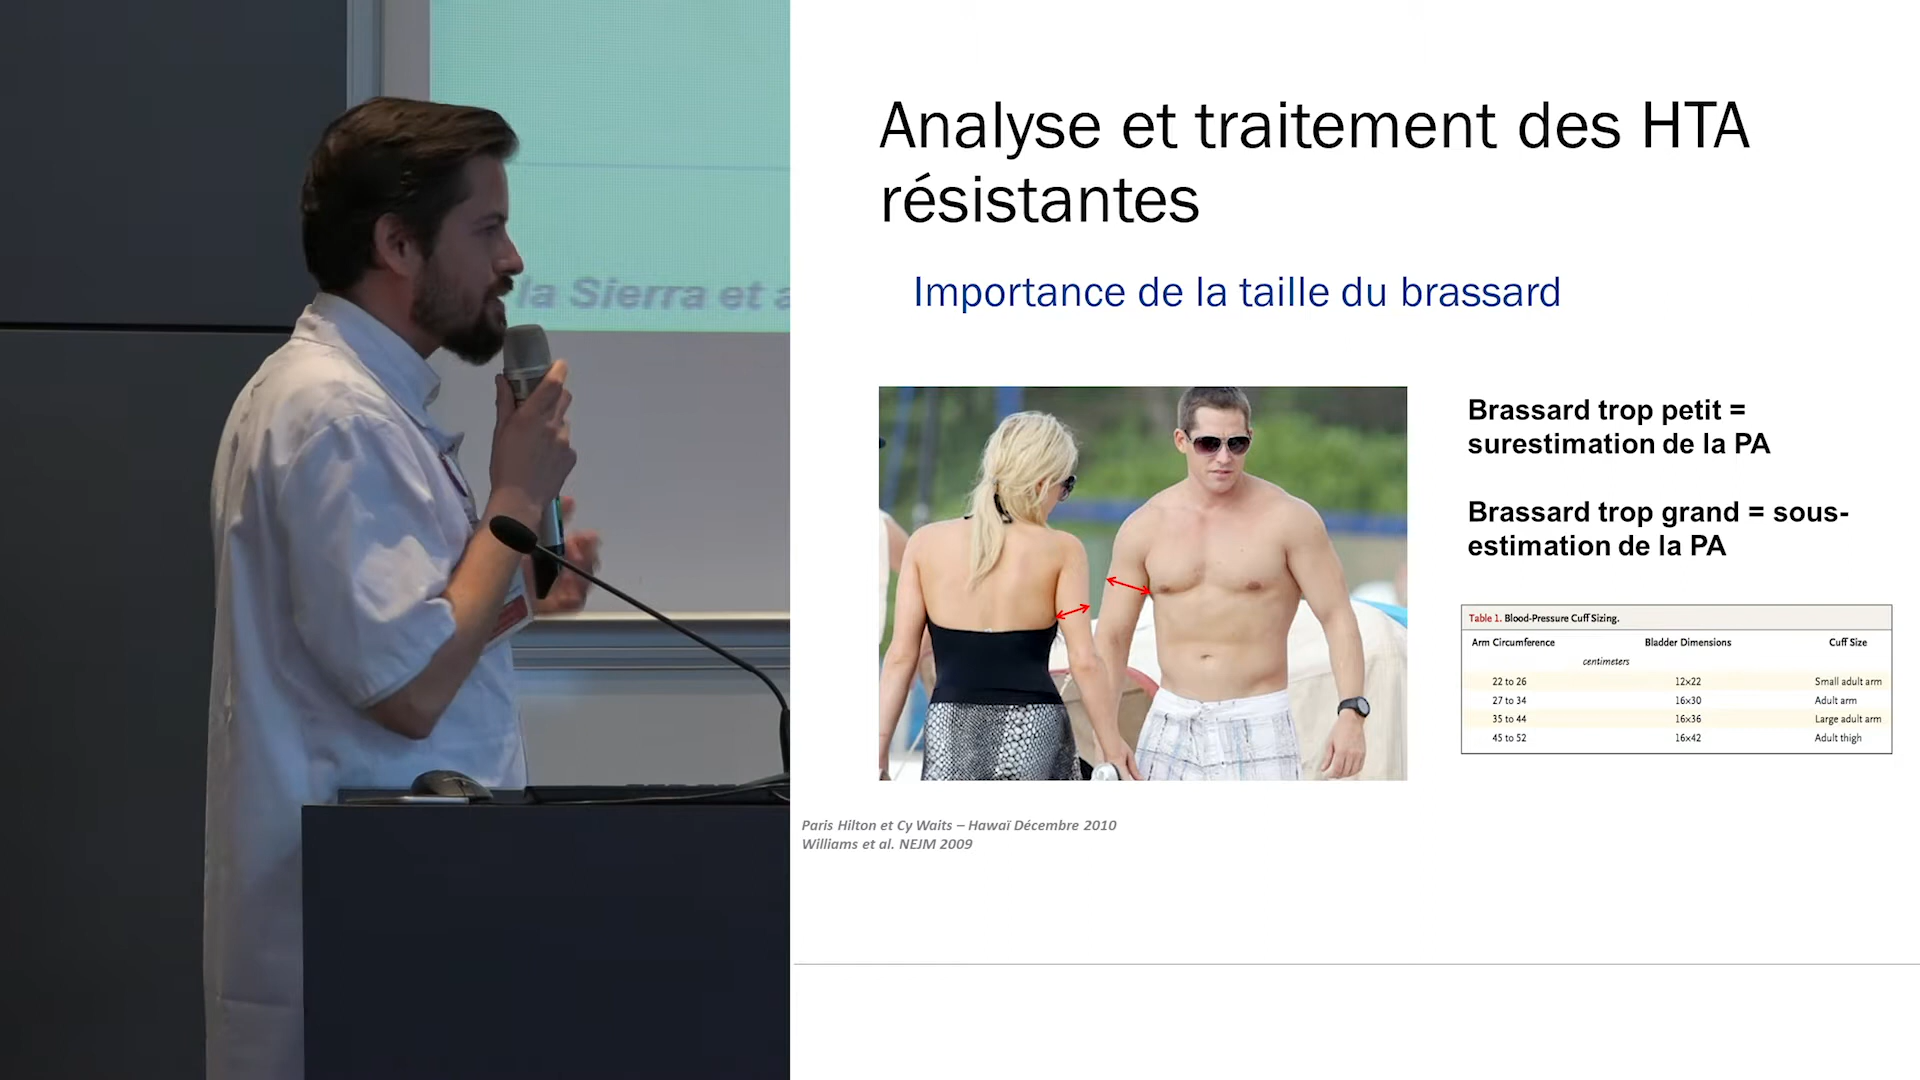 la Sierra et
Analyse et traitement des HTA
résistantes
Importance de la taille du brassard
Brassard trop petit =
surestimation de la PA
Brassard trop grand = sous-
estimation de la PA
Table 1. Blood-Pressure Cuff Sizing.
Arm Circumference Bladder Dimensions Cuff Size
centimeters
22 to 26 12×22 Small adult arm
27 to 34 16×30 Adult arm
35 to 44 16×36 Large adult arm
45 to 52 16×42 Adult thigh
Paris Hilton et Cy Waits – Hawaï Décembre 2010
Williams et al. NEJM 2009